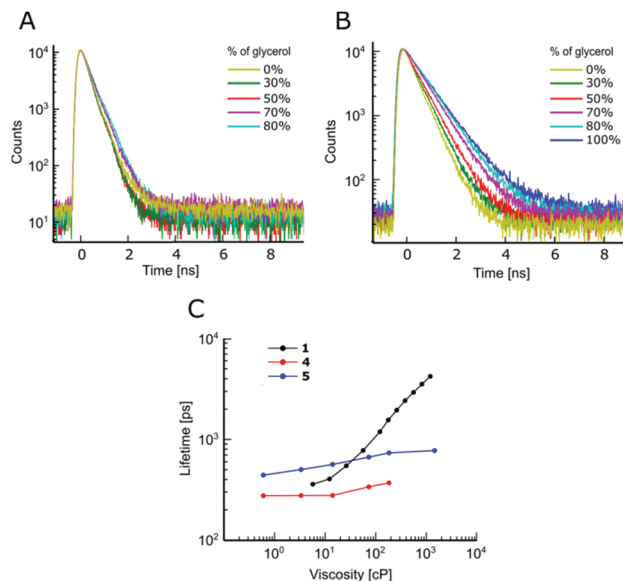 A
% of glycerol
0%
30%
50%
70%
80%
10⁴
10³
10²
10¹
Counts
0 2 4 6 8
Time [ns]
B
% of glycerol
0%
30%
50%
70%
80%
100%
10⁴
10³
10²
Counts
0 2 4 6 8
Time [ns]
C
1
4
5
10⁴
10³
10²
Lifetime [ps]
10⁰ 10¹ 10² 10³ 10⁴
Viscosity [cP]